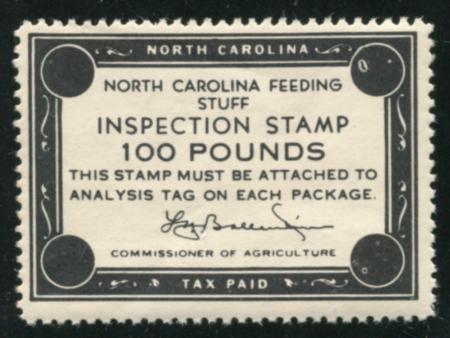 NORTH CAROLINA
NORTH CAROLINA FEEDING
STUFF
INSPECTION STAMP
100 POUNDS
THIS STAMP MUST BE ATTACHED TO
ANALYSIS TAG ON EACH PACKAGE.
COMMISSIONER OF AGRICULTURE
TAX PAID